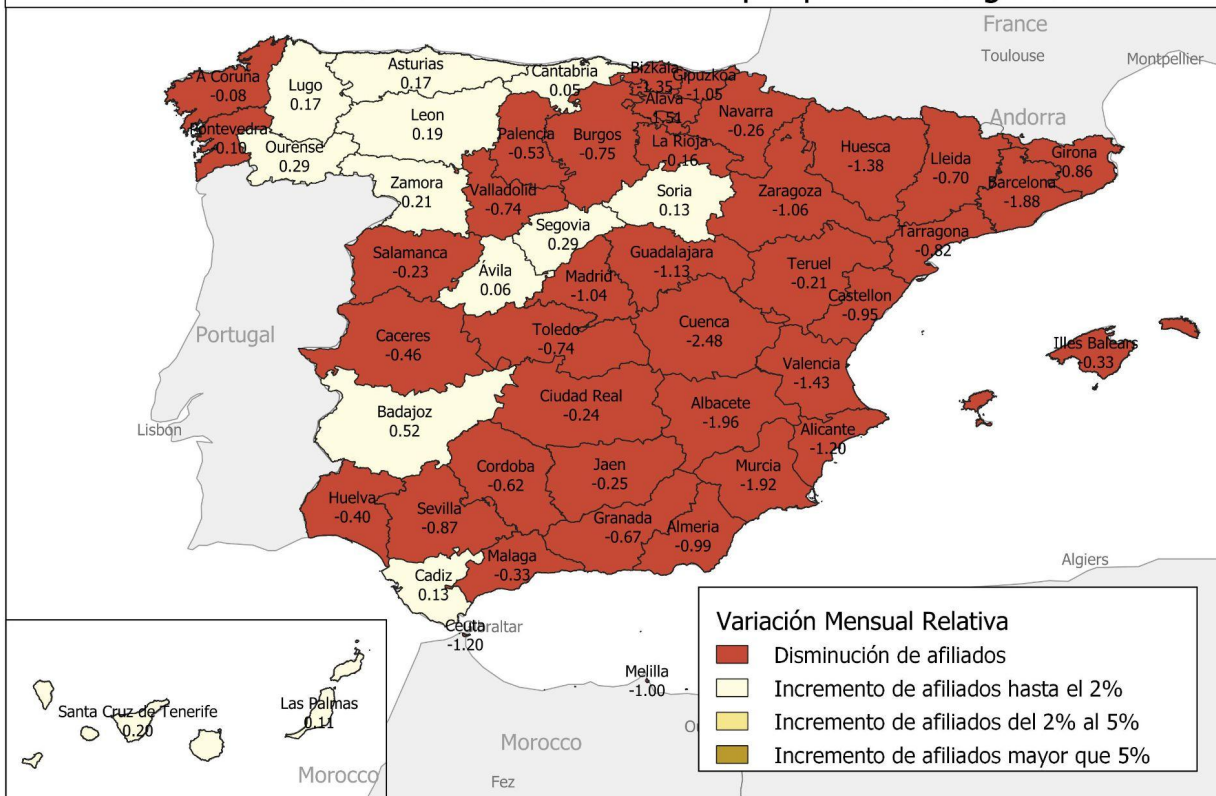 France
Toulouse
Montpellier
Andorra
A Coruña
-0.08
Lugo
0.17
Asturias
0.17
Cantabria
0.05
Bizkaia
-1.35
Gipuzkoa
-1.05
Alava
-1.51
Navarra
-0.26
Pontevedra
-0.10
Ourense
0.29
Leon
0.19
Palencia
-0.53
Burgos
-0.75
La Rioja
-0.16
Huesca
-1.38
Lleida
-0.70
Girona
-0.86
Barcelona
-1.88
Zamora
0.21
Valladolid
-0.74
Soria
0.13
Zaragoza
-1.06
Tarragona
-0.82
Segovia
0.29
Salamanca
-0.23
Ávila
0.06
Madrid
-1.04
Guadalajara
-1.13
Teruel
-0.21
Castellon
-0.95
Portugal
Caceres
-0.46
Toledo
-0.74
Cuenca
-2.48
Valencia
-1.43
Illes Balears
-0.33
Lisbon
Badajoz
0.52
Ciudad Real
-0.24
Albacete
-1.96
Alicante
-1.20
Huelva
-0.40
Sevilla
-0.87
Cordoba
-0.62
Jaen
-0.25
Murcia
-1.92
Granada
-0.67
Almeria
-0.99
Cadiz
0.13
Malaga
-0.33
Algiers
Ceuta
-1.20
Gibraltar
Melilla
-1.00
Santa Cruz de Tenerife
0.20
Las Palmas
0.11
Morocco
Morocco
Fez
Variación Mensual Relativa
Disminución de afiliados
Incremento de afiliados hasta el 2%
Incremento de afiliados del 2% al 5%
Incremento de afiliados mayor que 5%